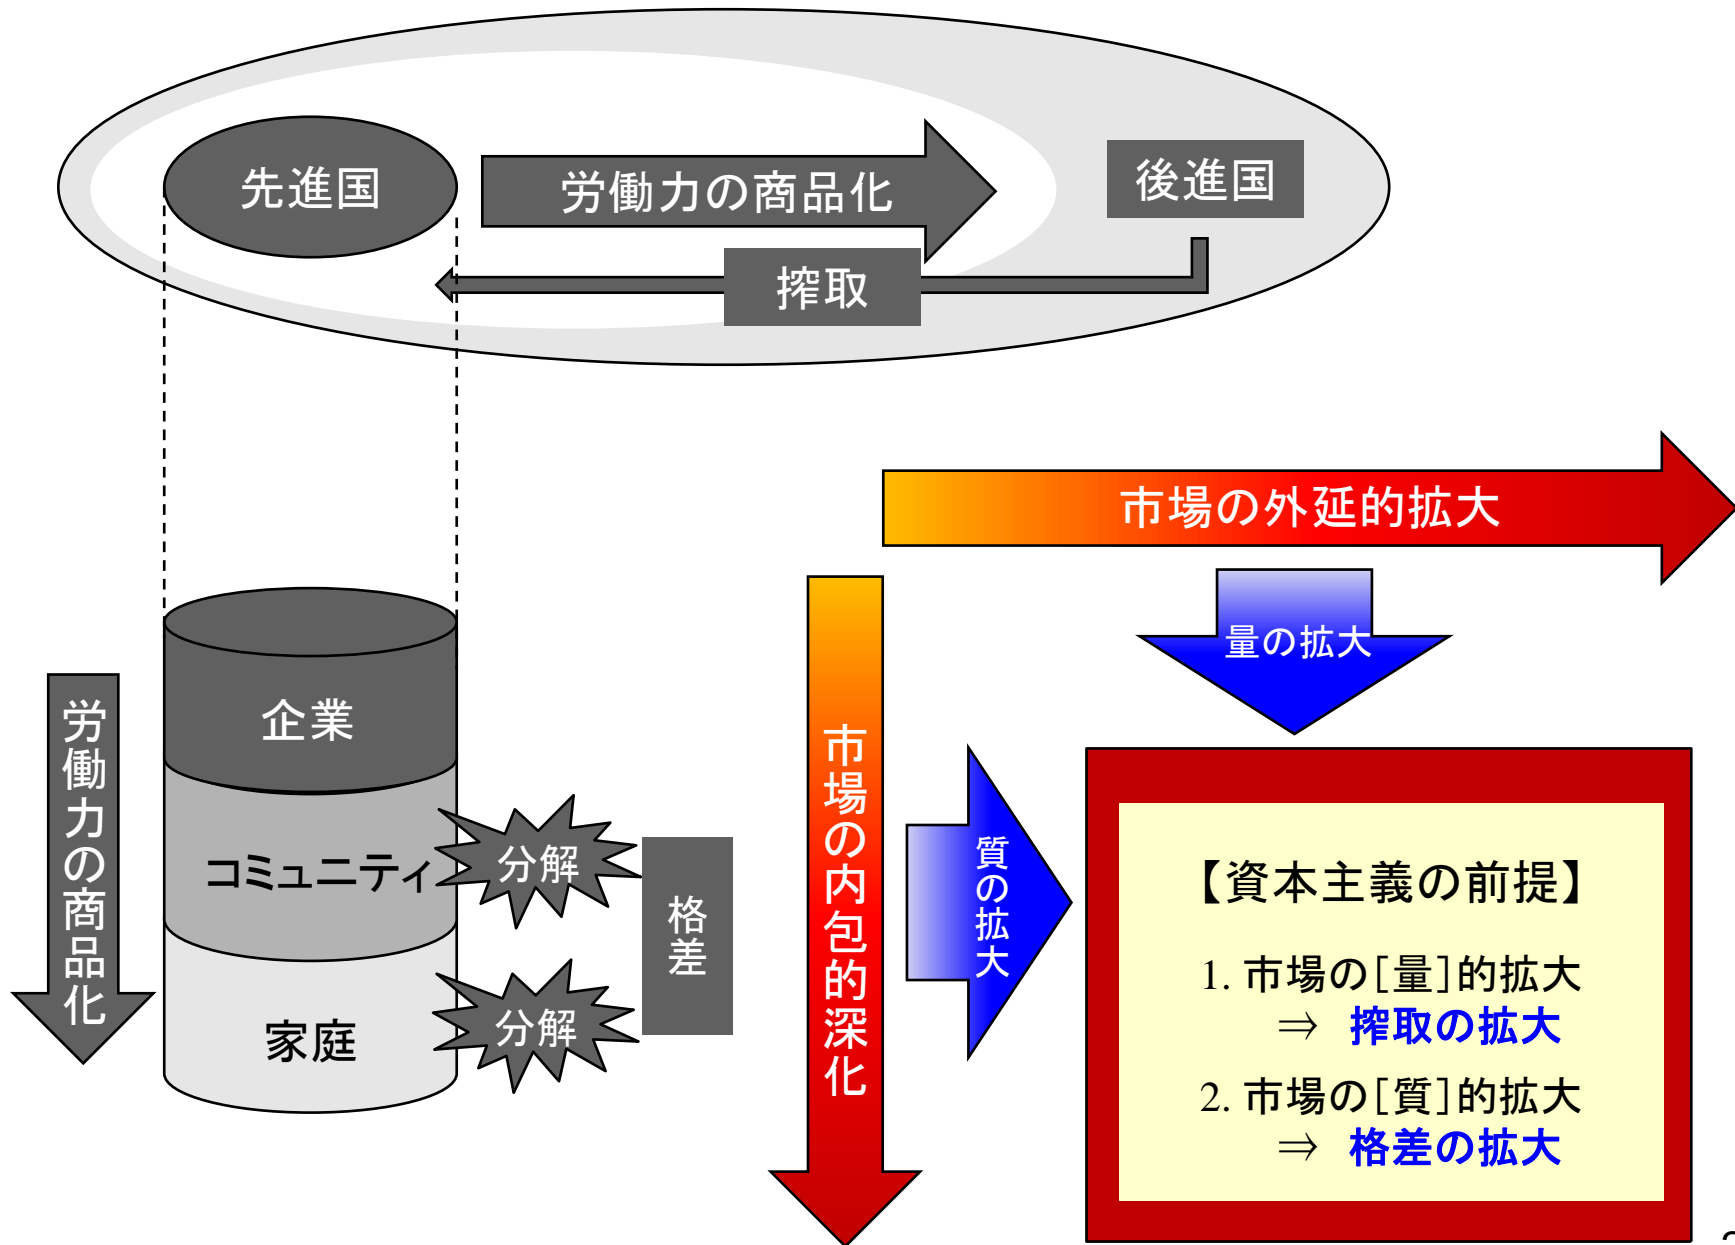 先進国
労働力の商品化
後進国
搾取
市場の外延的拡大
量の拡大
労働力の商品化
企業
コミュニティ
家庭
分解
分解
格差
市場の内包的深化
質の拡大
【資本主義の前提】
1. 市場の[量]的拡大
⇒ 搾取の拡大
2. 市場の[質]的拡大
⇒ 格差の拡大